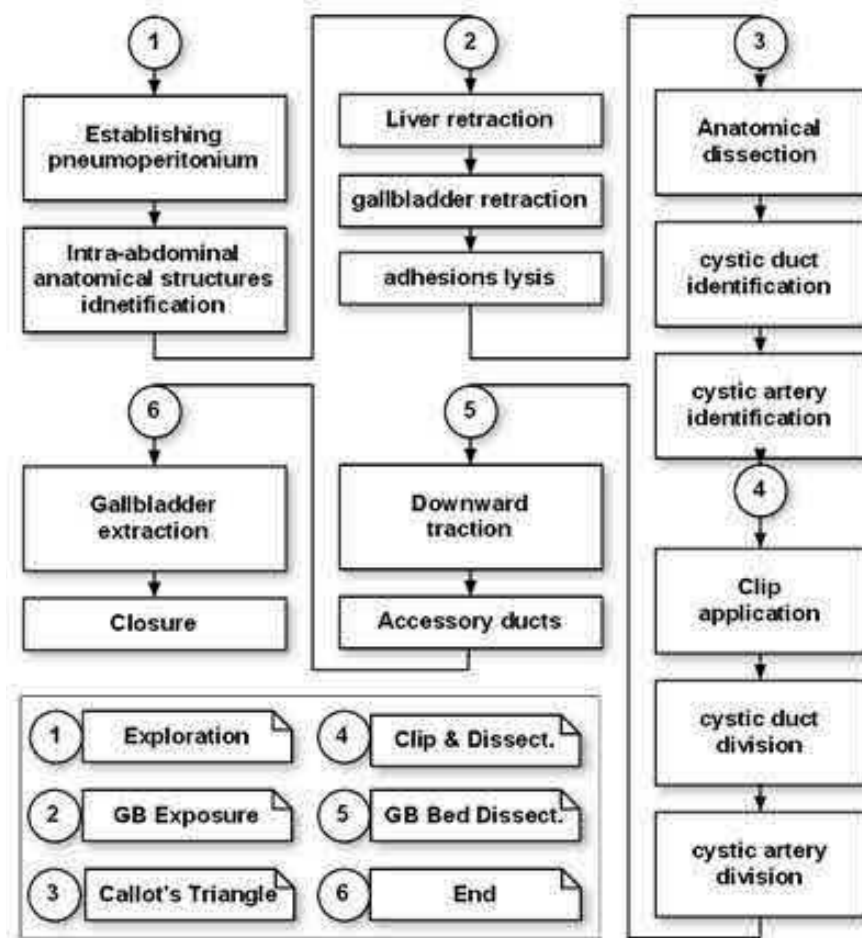 1
Establishing
pneumoperitonium
Intra-abdominal
anatomical structures
idnetification
2
Liver retraction
gallbladder retraction
adhesions lysis
3
Anatomical
dissection
cystic duct
identification
cystic artery
identification
4
Clip
application
cystic duct
division
cystic artery
division
5
Downward
traction
Accessory ducts
6
Gallbladder
extraction
Closure
1 Exploration
2 GB Exposure
3 Callot's Triangle
4 Clip & Dissect.
5 GB Bed Dissect.
6 End